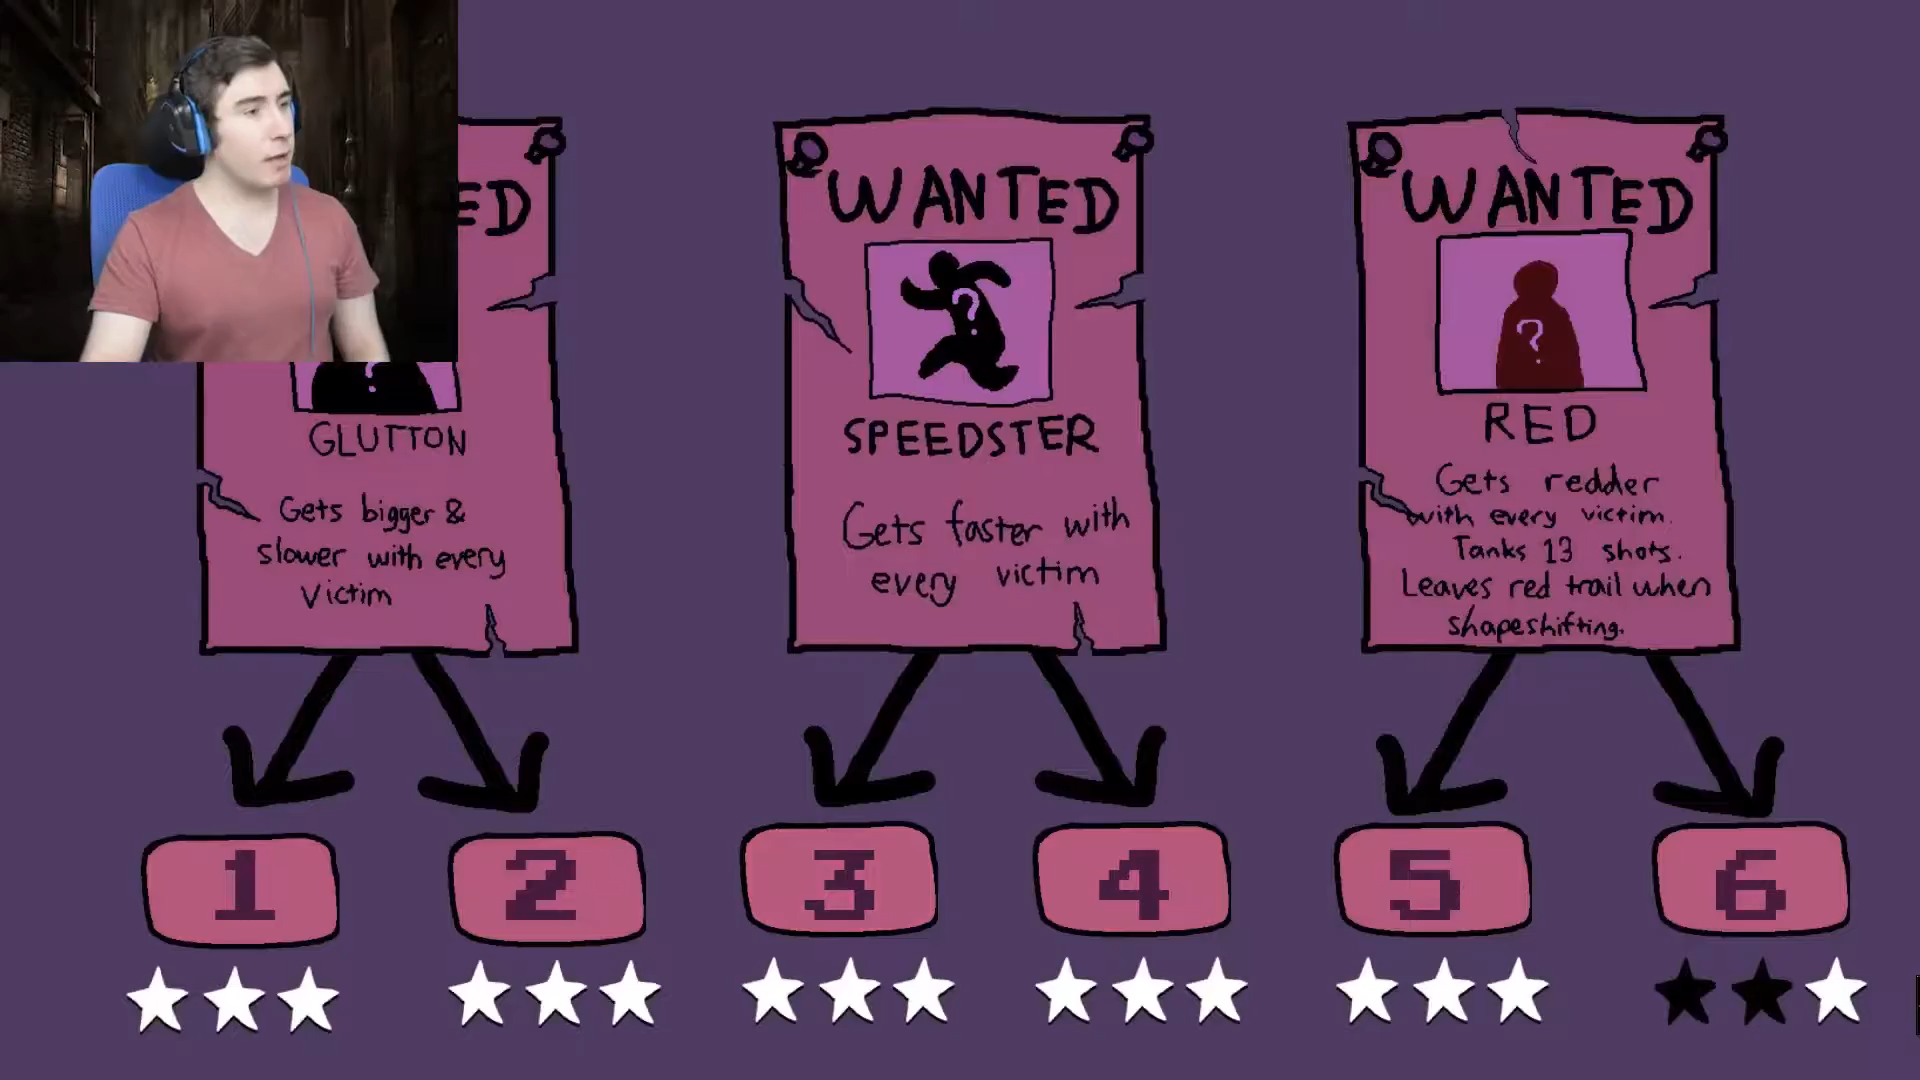 ED
?
GLUTTON
Gets bigger &
slower with every
victim
WANTED
?
SPEEDSTER
Gets faster with
every victim
WANTED
?
RED
Gets redder
with every victim.
Tanks 13 shots.
Leaves red trail when
shapeshifting.
1 2 3 4 5 6